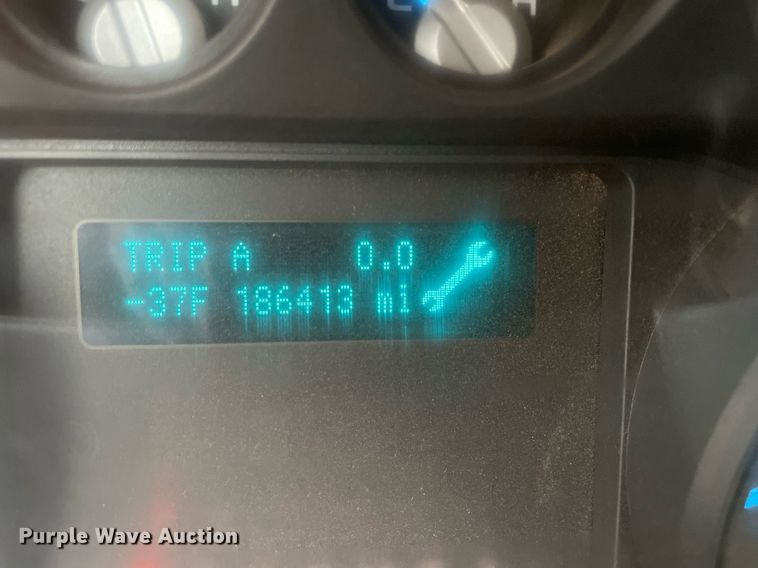 H
L H
TRIP A 0.0
-37F 186413 mi
Purple Wave Auction